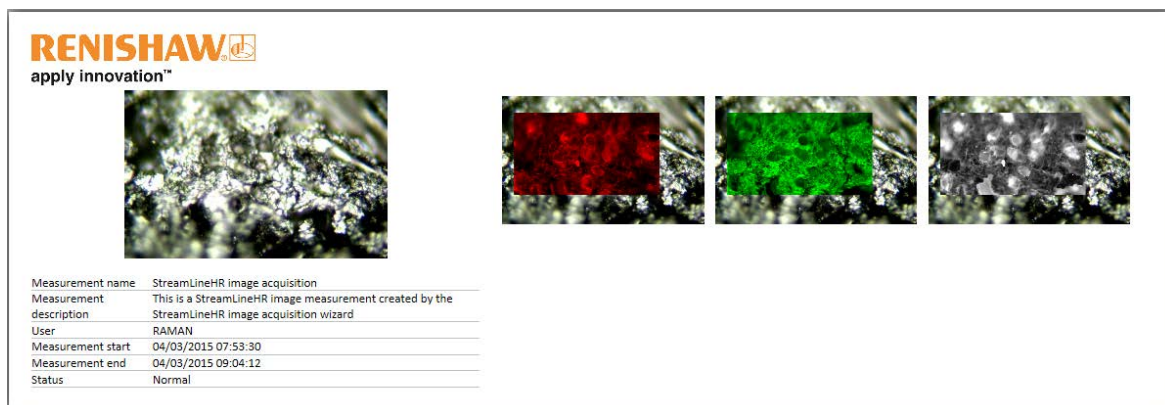 RENISHAW
apply innovation™
Measurement name StreamLineHR image acquisition
Measurement This is a StreamLineHR image measurement created by the
description StreamLineHR image acquisition wizard
User RAMAN
Measurement start 04/03/2015 07:53:30
Measurement end 04/03/2015 09:04:12
Status Normal